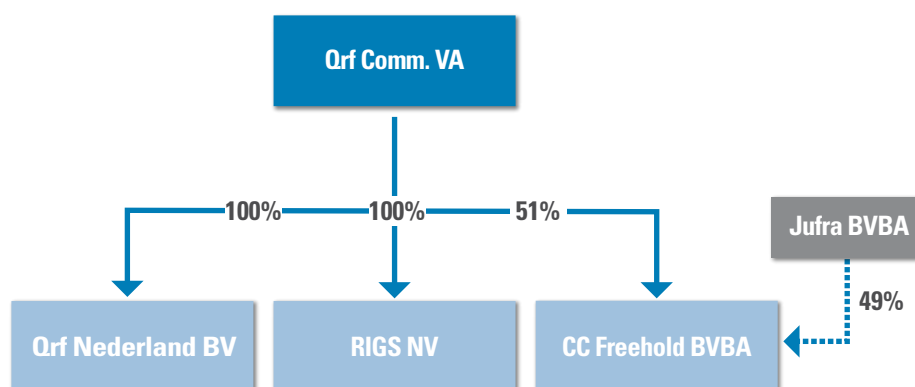 Qrf Comm. VA
100%
100%
51%
Jufra BVBA
49%
Qrf Nederland BV
RIGS NV
CC Freehold BVBA